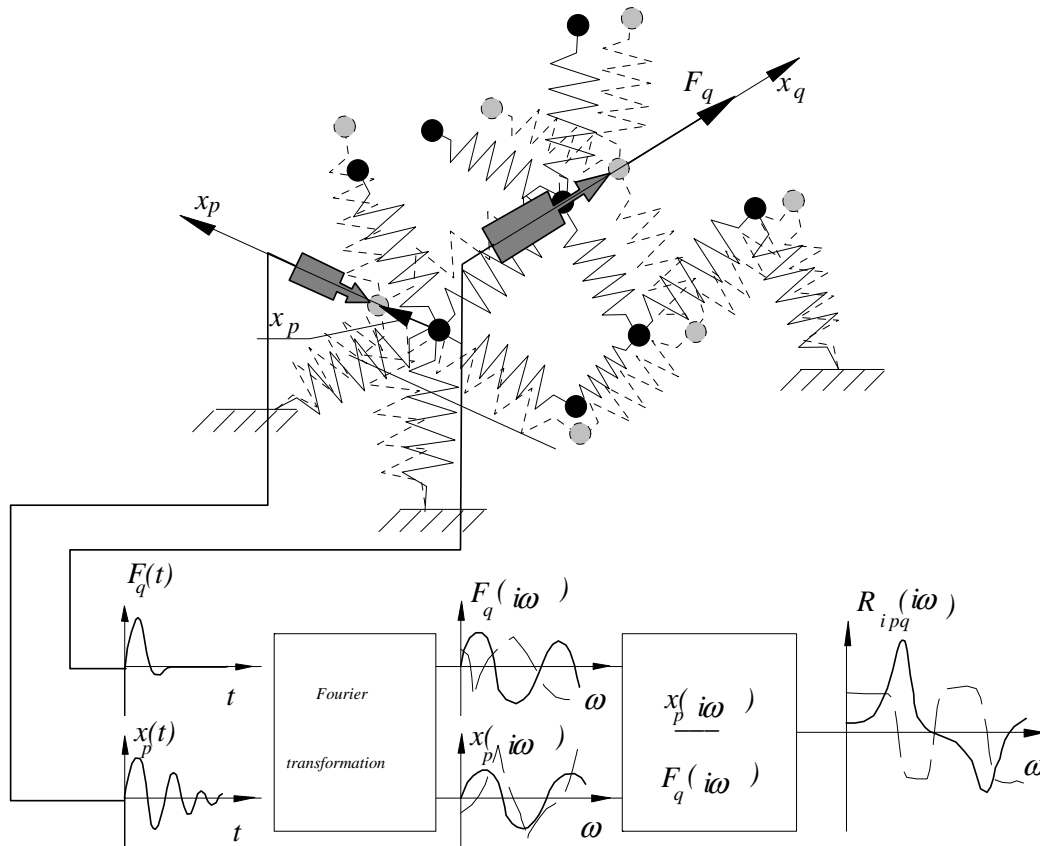 F_q
x_q
x_p
x_p
F_q(t)
t
x_p(t)
t
Fourier
transformation
F_q(iω)
ω
x_p(iω)
ω
x_p(iω)
F_q(iω)
R_ipq(iω)
ω